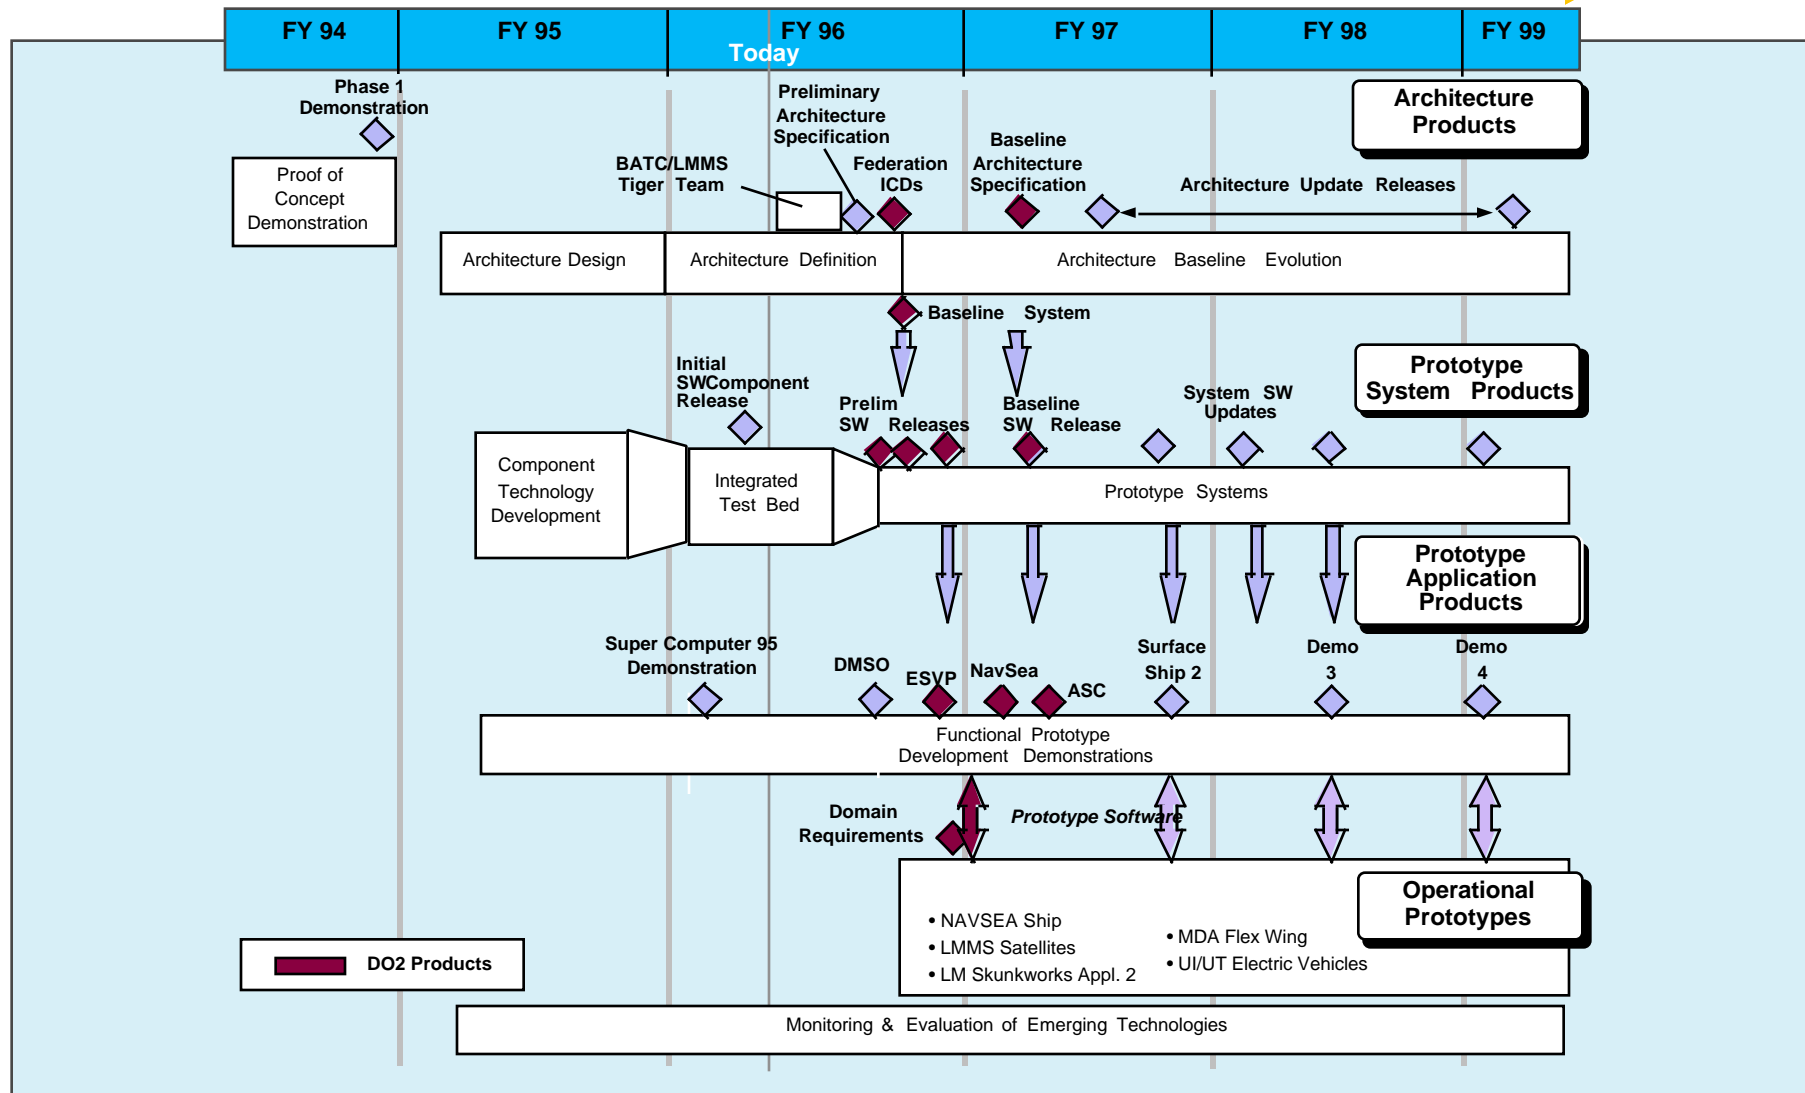 FY 94
FY 95
FY 96
FY 97
FY 98
FY 99
Today
Phase 1
Demonstration
Preliminary
Architecture
Specification
Architecture
Products
Proof of
Concept
Demonstration
BATC/LMMS
Tiger Team
Federation
ICDs
Baseline
Architecture
Specification
Architecture Update Releases
Architecture Design
Architecture Definition
Architecture Baseline Evolution
Baseline System
Initial
SWComponent
Release
Prelim
SW Releases
Baseline
SW Release
System SW
Updates
Prototype
System Products
Component
Technology
Development
Integrated
Test Bed
Prototype Systems
Prototype
Application
Products
Super Computer 95
Demonstration
DMSO
ESVP
NavSea
ASC
Surface
Ship 2
Demo
3
Demo
4
Functional Prototype
Development Demonstrations
Domain
Requirements
Prototype Software
Operational
Prototypes
• NAVSEA Ship
• LMMS Satellites
• LM Skunkworks Appl. 2
• MDA Flex Wing
• UI/UT Electric Vehicles
DO2 Products
Monitoring & Evaluation of Emerging Technologies